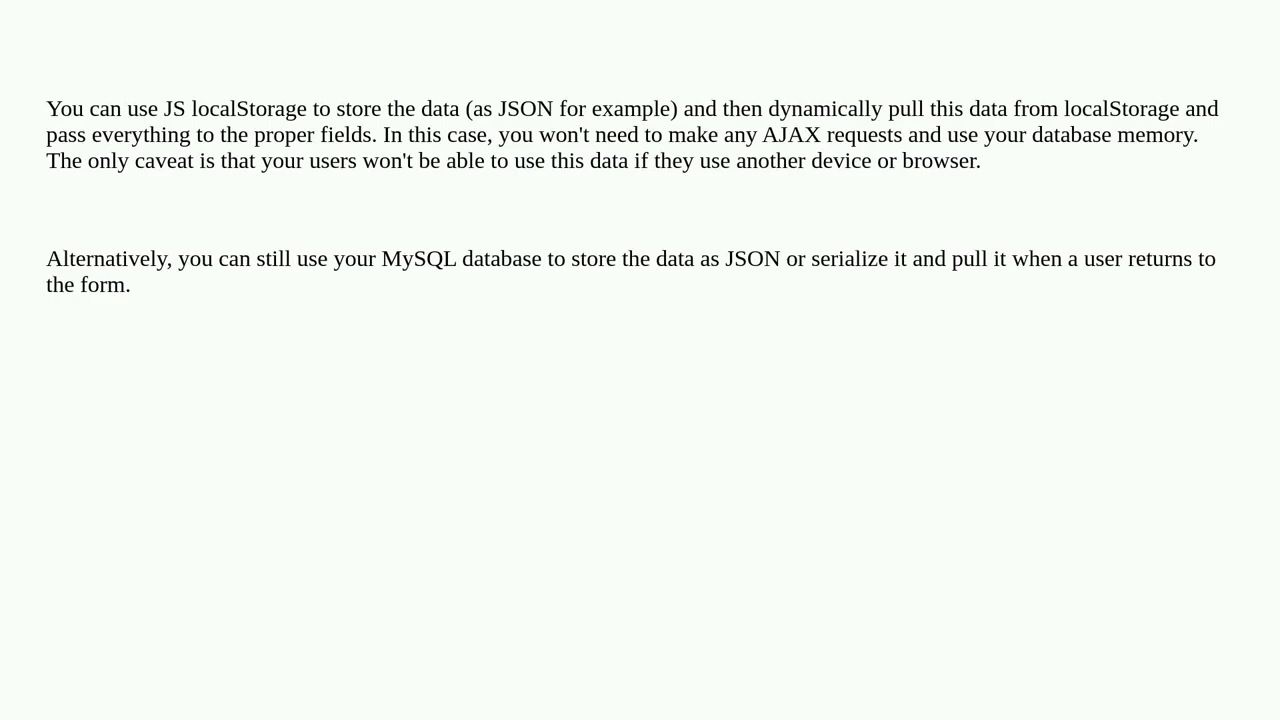 You can use JS localStorage to store the data (as JSON for example) and then dynamically pull this data from localStorage and
pass everything to the proper fields. In this case, you won't need to make any AJAX requests and use your database memory.
The only caveat is that your users won't be able to use this data if they use another device or browser.
Alternatively, you can still use your MySQL database to store the data as JSON or serialize it and pull it when a user returns to
the form.